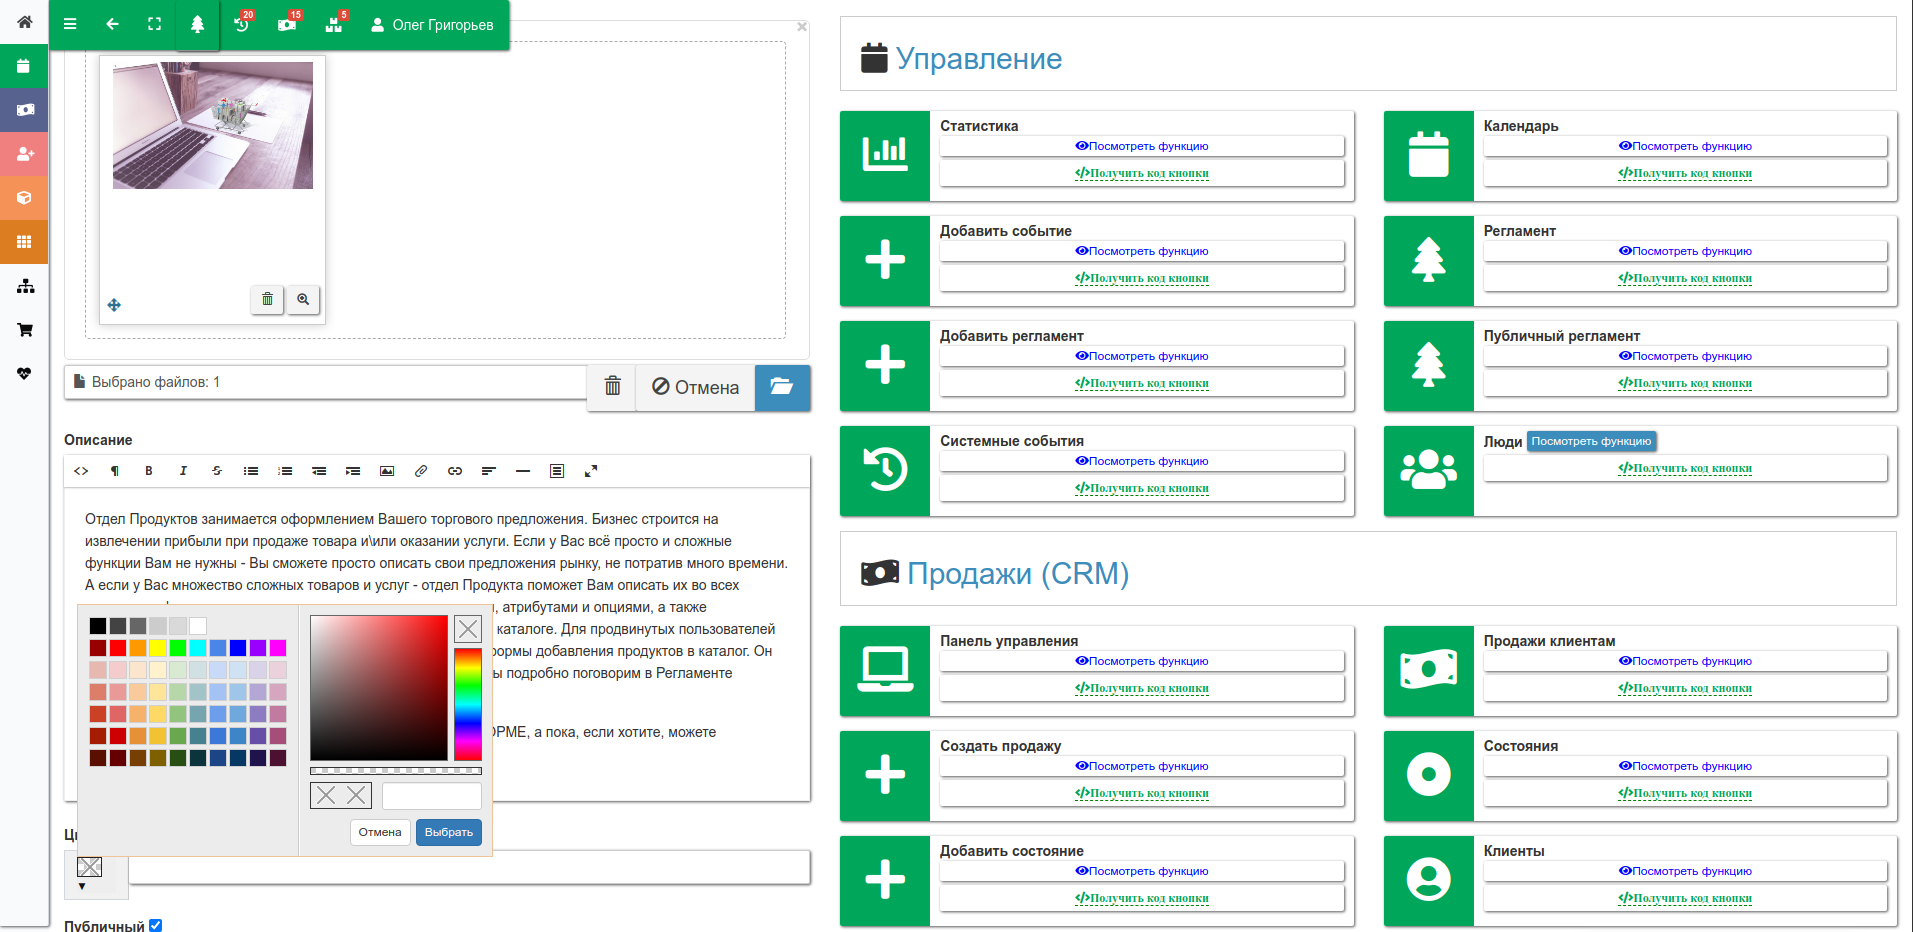 20
15
5
Олег Григорьев
×
Выбрано файлов: 1
Отмена
Описание
Отдел Продуктов занимается оформлением Вашего торгового предложения. Бизнес строится на
извлечении прибыли при продаже товара и\или оказании услуги. Если у Вас всё просто и сложные
функции Вам не нужны - Вы сможете просто описать свои предложения рынку, не потратив много времени.
А если у Вас множество сложных товаров и услуг - отдел Продукта поможет Вам описать их во всех
, атрибутами и опциями, а также
каталоге. Для продвинутых пользователей
добавления продуктов в каталог. Он
подробно поговорим в Регламенте
, а пока, если хотите, можете
Отмена
Выбрать
Публичный
Управление
Статистика
Посмотреть функцию
Получить код кнопки
Календарь
Посмотреть функцию
Получить код кнопки
Добавить событие
Посмотреть функцию
Получить код кнопки
Регламент
Посмотреть функцию
Получить код кнопки
Добавить регламент
Посмотреть функцию
Получить код кнопки
Публичный регламент
Посмотреть функцию
Получить код кнопки
Системные события
Посмотреть функцию
Получить код кнопки
Люди Посмотреть функцию
Получить код кнопки
Продажи (CRM)
Панель управления
Посмотреть функцию
Получить код кнопки
Продажи клиентам
Посмотреть функцию
Получить код кнопки
Создать продажу
Посмотреть функцию
Получить код кнопки
Состояния
Посмотреть функцию
Получить код кнопки
Добавить состояние
Посмотреть функцию
Получить код кнопки
Клиенты
Посмотреть функцию
Получить код кнопки